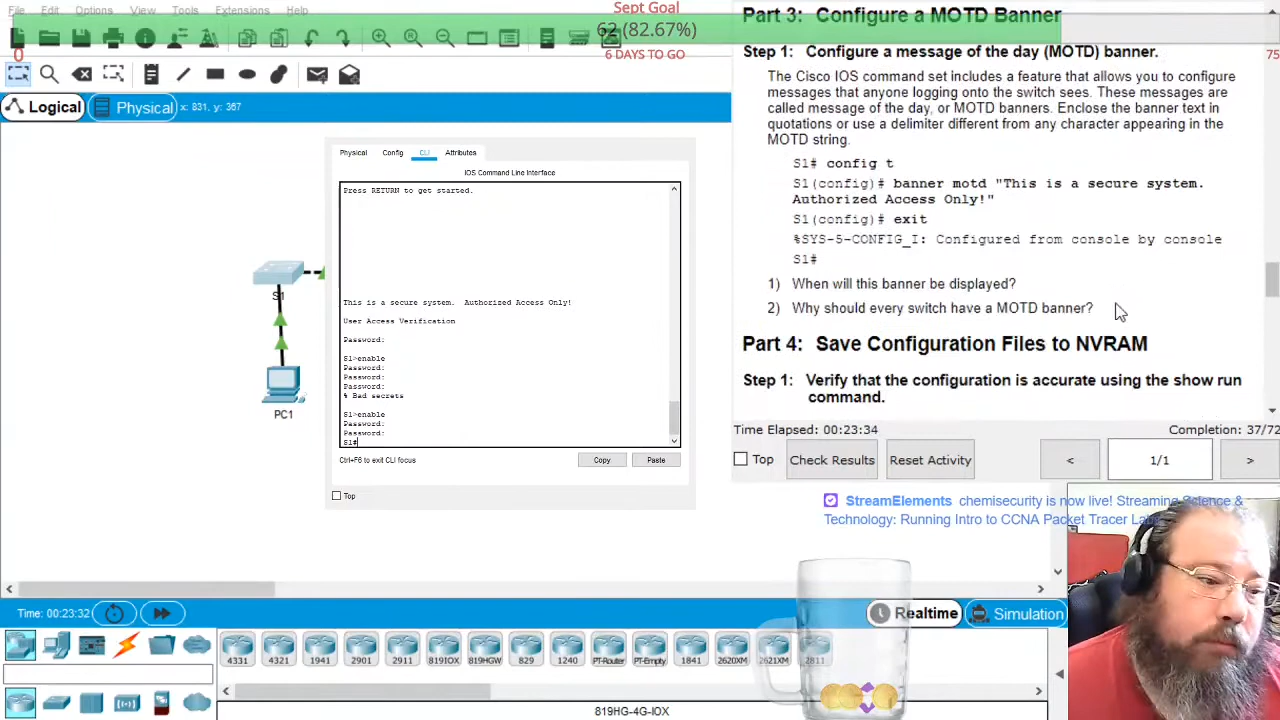 File Edit Options View Tools Extensions Help
Sept Goal
62 (82.67%)
6 DAYS TO GO
0
75
Logical
Physical
x: 831, y: 367
Physical Config CLI Attributes
IOS Command Line Interface
Press RETURN to get started.
This is a secure system. Authorized Access Only!
User Access Verification
Password:
S1>enable
Password:
Password:
Password:
% Bad secrets
S1>enable
Password:
Password:
S1#
Ctrl+F6 to exit CLI focus
Copy
Paste
Top
S1
PC1
Part 3: Configure a MOTD Banner
Step 1: Configure a message of the day (MOTD) banner.
The Cisco IOS command set includes a feature that allows you to configure
messages that anyone logging onto the switch sees. These messages are
called message of the day, or MOTD banners. Enclose the banner text in
quotations or use a delimiter different from any character appearing in the
MOTD string.
S1# config t
S1(config)# banner motd "This is a secure system.
Authorized Access Only!"
S1(config)# exit
%SYS-5-CONFIG_I: Configured from console by console
S1#
1) When will this banner be displayed?
2) Why should every switch have a MOTD banner?
Part 4: Save Configuration Files to NVRAM
Step 1: Verify that the configuration is accurate using the show run
command.
Time Elapsed: 00:23:34
Completion: 37/72
Top
Check Results
Reset Activity
<
1/1
>
StreamElements chemisecurity is now live! Streaming Science &
Technology: Running Intro to CCNA Packet Tracer Labs
Time: 00:23:32
Realtime
Simulation
4331 4321 1941 2901 2911 819IOX 819HGW 829 1240 PT-Router PT-Empty 1841 2620XM 2621XM 2811
819HG-4G-IOX